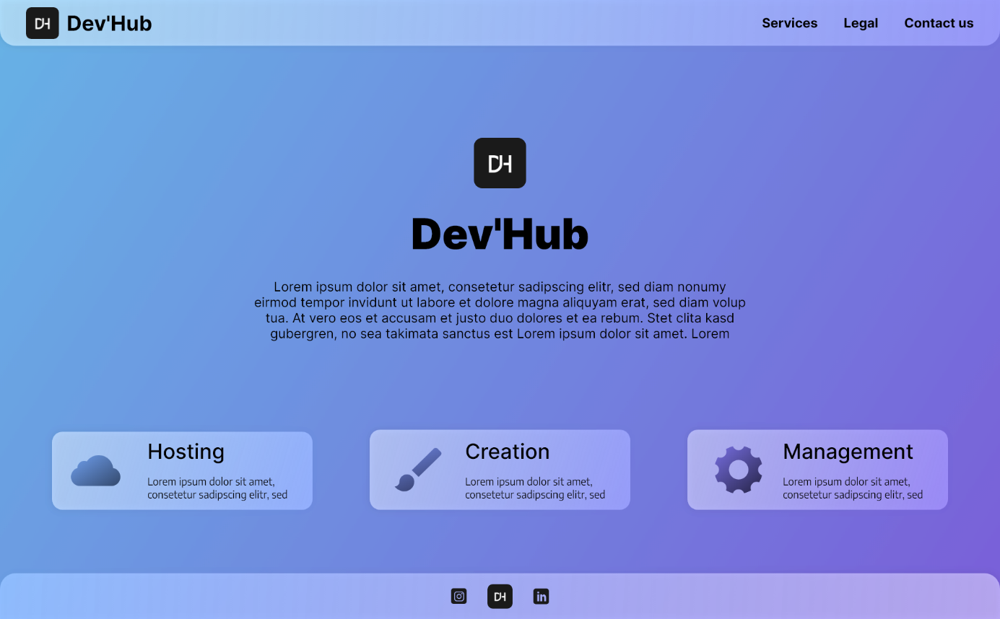 DH Dev'Hub
Services Legal Contact us
DH
Dev'Hub
Lorem ipsum dolor sit amet, consetetur sadipscing elitr, sed diam nonumy
eirmod tempor invidunt ut labore et dolore magna aliquyam erat, sed diam volup
tua. At vero eos et accusam et justo duo dolores et ea rebum. Stet clita kasd
gubergren, no sea takimata sanctus est Lorem ipsum dolor sit amet. Lorem
Hosting
Lorem ipsum dolor sit amet,
consetetur sadipscing elitr, sed
Creation
Lorem ipsum dolor sit amet,
consetetur sadipscing elitr, sed
Management
Lorem ipsum dolor sit amet,
consetetur sadipscing elitr, sed
DH in